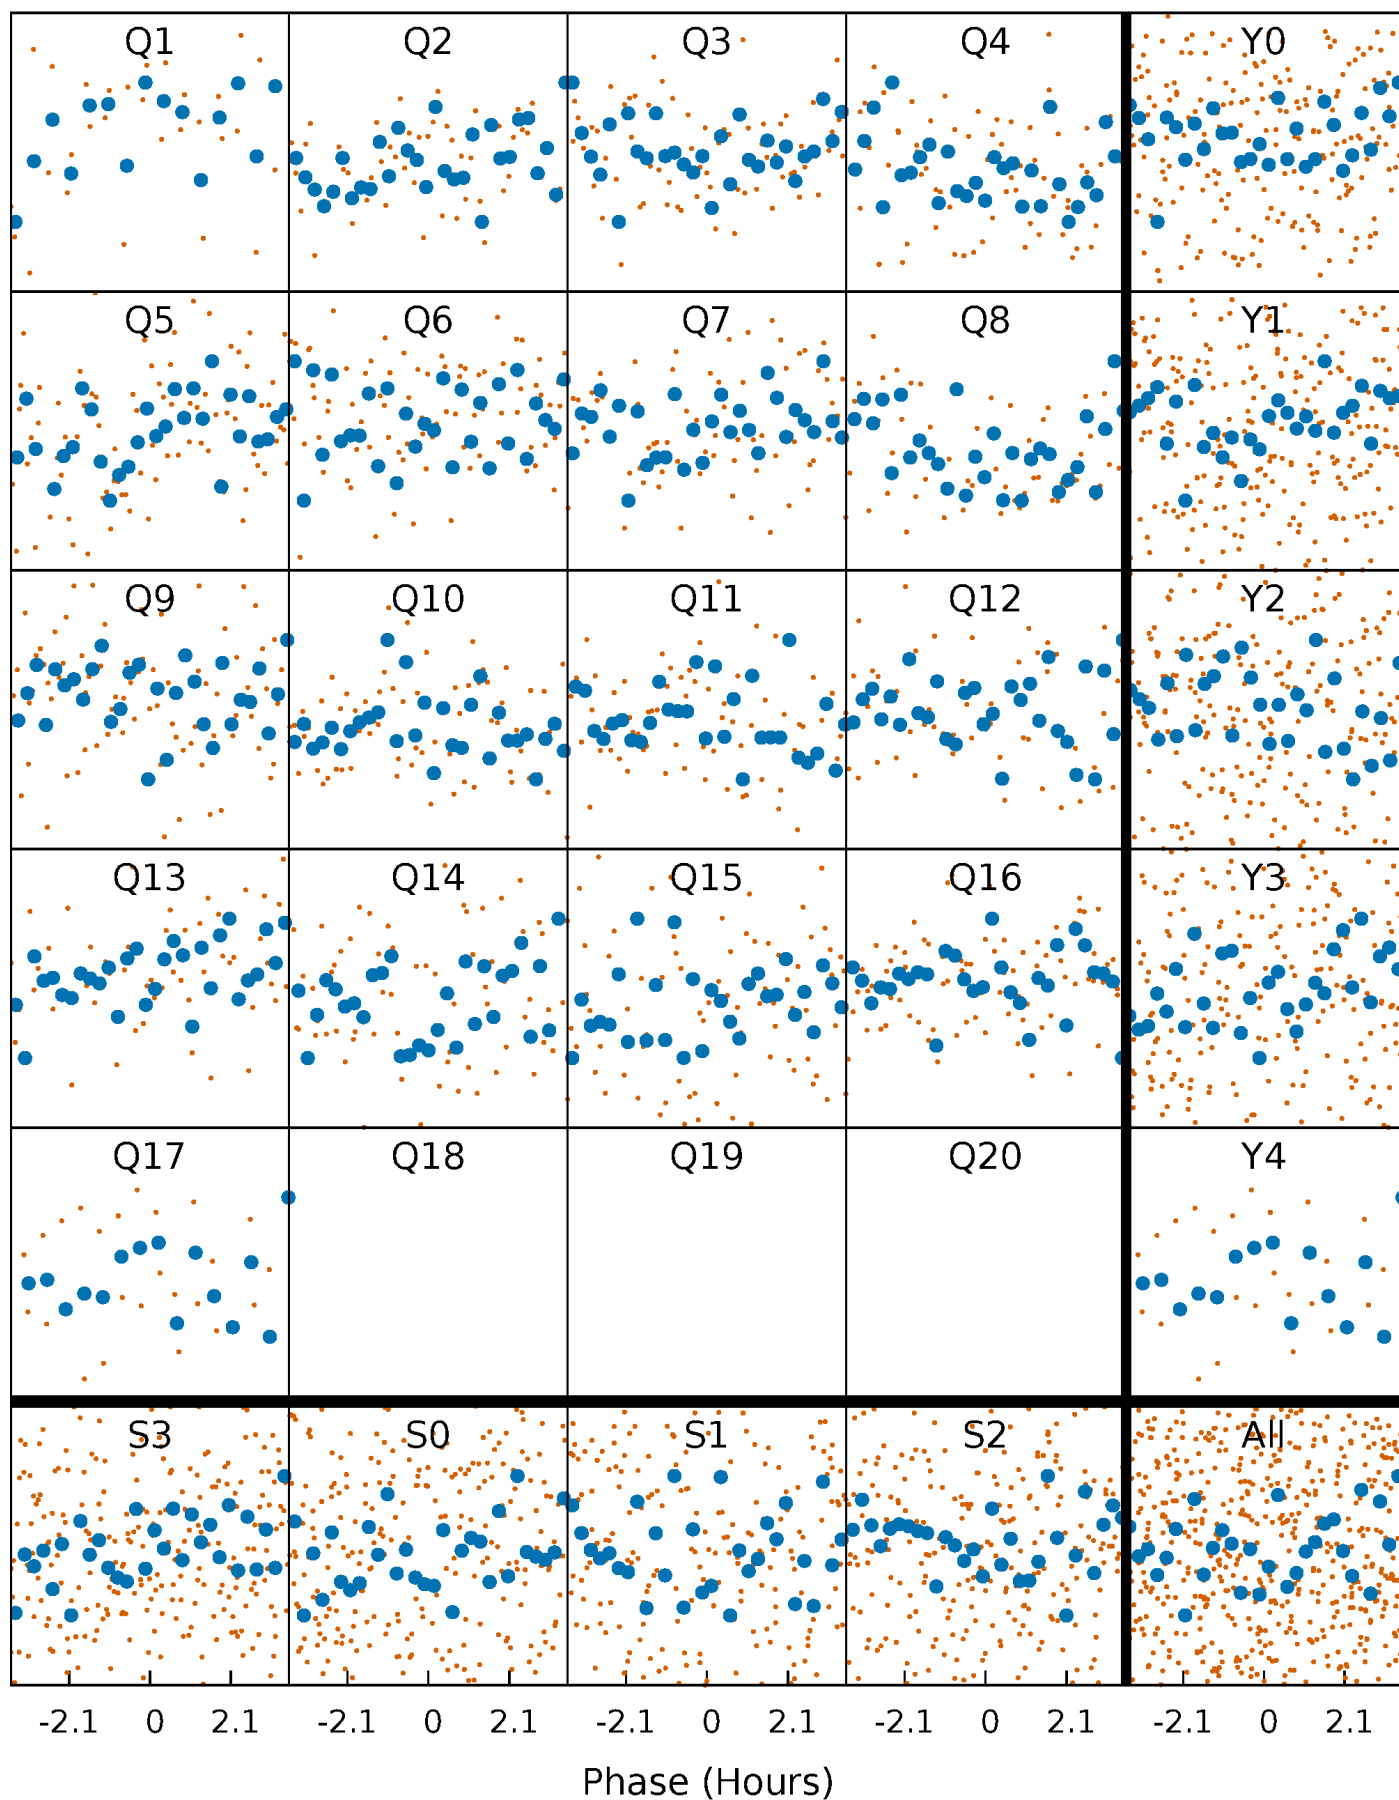 Q1 Q2 Q3 Q4 Y0
Q5 Q6 Q7 Q8 Y1
Q9 Q10 Q11 Q12 Y2
Q13 Q14 Q15 Q16 Y3
Q17 Q18 Q19 Q20 Y4
S3 S0 S1 S2 All
-2.1 0 2.1 -2.1 0 2.1 -2.1 0 2.1 -2.1 0 2.1 -2.1 0 2.1
Phase (Hours)